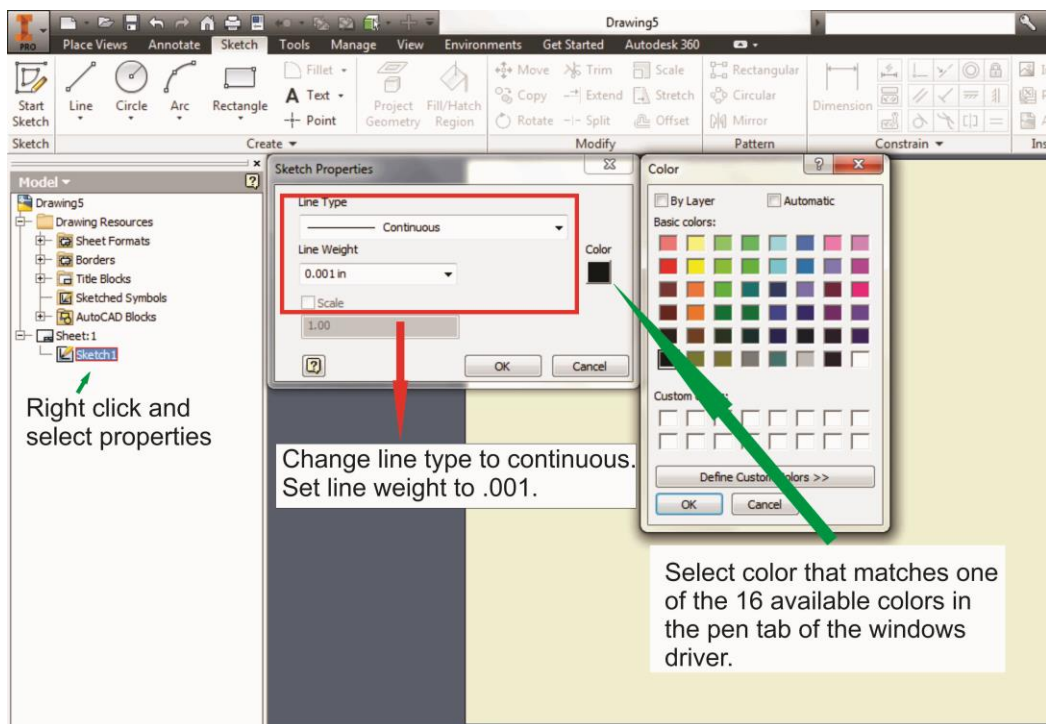 Drawing5
PRO
Place Views Annotate Sketch Tools Manage View Environments Get Started Autodesk 360
Start Sketch
Line
Circle
Arc
Rectangle
Fillet
A Text
Point
Project Geometry
Fill/Hatch Region
Move
Trim
Scale
Copy
Extend
Stretch
Rotate
Split
Offset
Rectangular
Circular
Mirror
Dimension
Sketch
Create
Modify
Pattern
Constrain
Ins
Model
Drawing5
Drawing Resources
Sheet Formats
Borders
Title Blocks
Sketched Symbols
AutoCAD Blocks
Sheet:1
Sketch1
Right click and
select properties
Sketch Properties
Line Type
Continuous
Line Weight
0.001 in
Color
Scale
1.00
OK
Cancel
Change line type to continuous.
Set line weight to .001.
Color
By Layer
Automatic
Basic colors:
Custom
Define Custom Colors >>
OK
Cancel
Select color that matches one
of the 16 available colors in
the pen tab of the windows
driver.